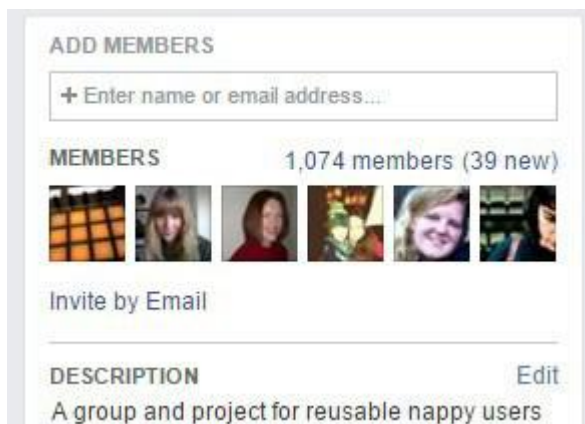 ADD MEMBERS
+ Enter name or email address...
MEMBERS 1,074 members (39 new)
Invite by Email
DESCRIPTION Edit
A group and project for reusable nappy users